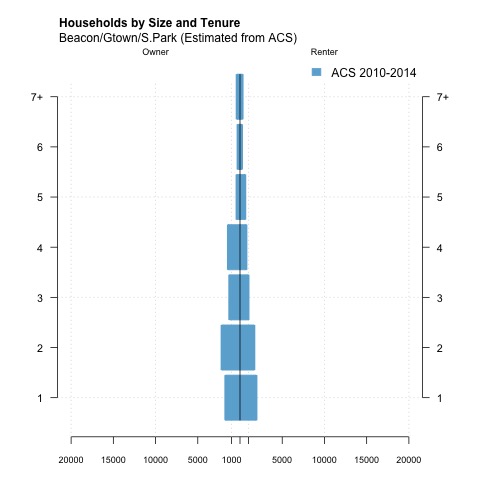 Households by Size and Tenure
Beacon/Gtown/S.Park (Estimated from ACS)
Owner Renter
ACS 2010-2014
7+ 7+
6 6
5 5
4 4
3 3
2 2
1 1
20000 15000 10000 5000 1000 5000 10000 15000 20000